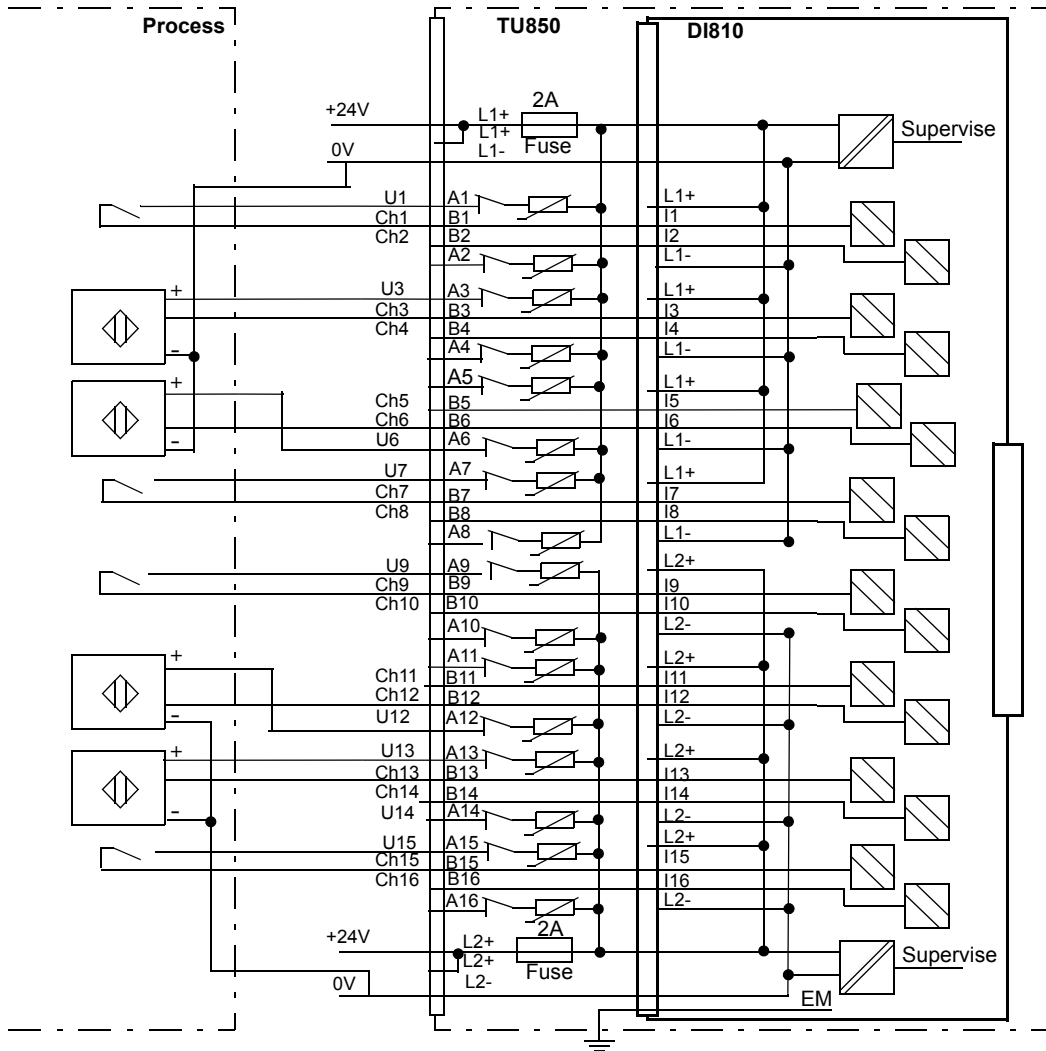 Process TU850 DI810
+24V L1+ 2A
L1+ Supervise
0V L1- Fuse
U1 A1 L1+
Ch1 B1 I1
Ch2 B2 I2
A2 L1-
+ U3 A3 L1+
Ch3 B3 I3
Ch4 B4 I4
- A4 L1-
+ A5 L1+
Ch5 B5 I5
Ch6 B6 I6
- U6 A6 L1-
U7 A7 L1+
Ch7 B7 I7
Ch8 B8 I8
A8 L1-
U9 A9 L2+
Ch9 B9 I9
Ch10 B10 I10
A10 L2-
+ A11 L2+
Ch11 B11 I11
Ch12 B12 I12
- U12 A12 L2-
+ U13 A13 L2+
Ch13 B13 I13
Ch14 B14 I14
- U14 A14 L2-
U15 A15 L2+
Ch15 B15 I15
Ch16 B16 I16
A16 L2-
+24V L2+ 2A
L2+ Fuse Supervise
0V L2-
EM